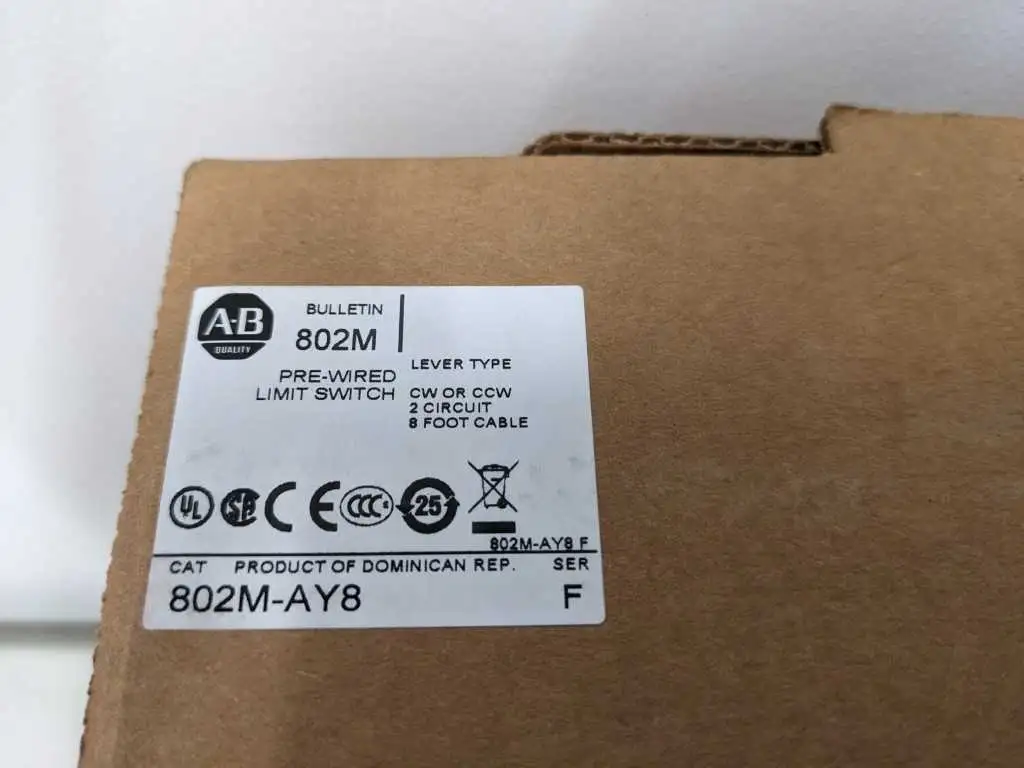 A-B
QUALITY
BULLETIN
802M
PRE-WIRED
LIMIT SWITCH
LEVER TYPE
CW OR CCW
2 CIRCUIT
8 FOOT CABLE
UL SA CE CCC 25
802M-AY8 F
CAT PRODUCT OF DOMINICAN REP. SER
802M-AY8 F